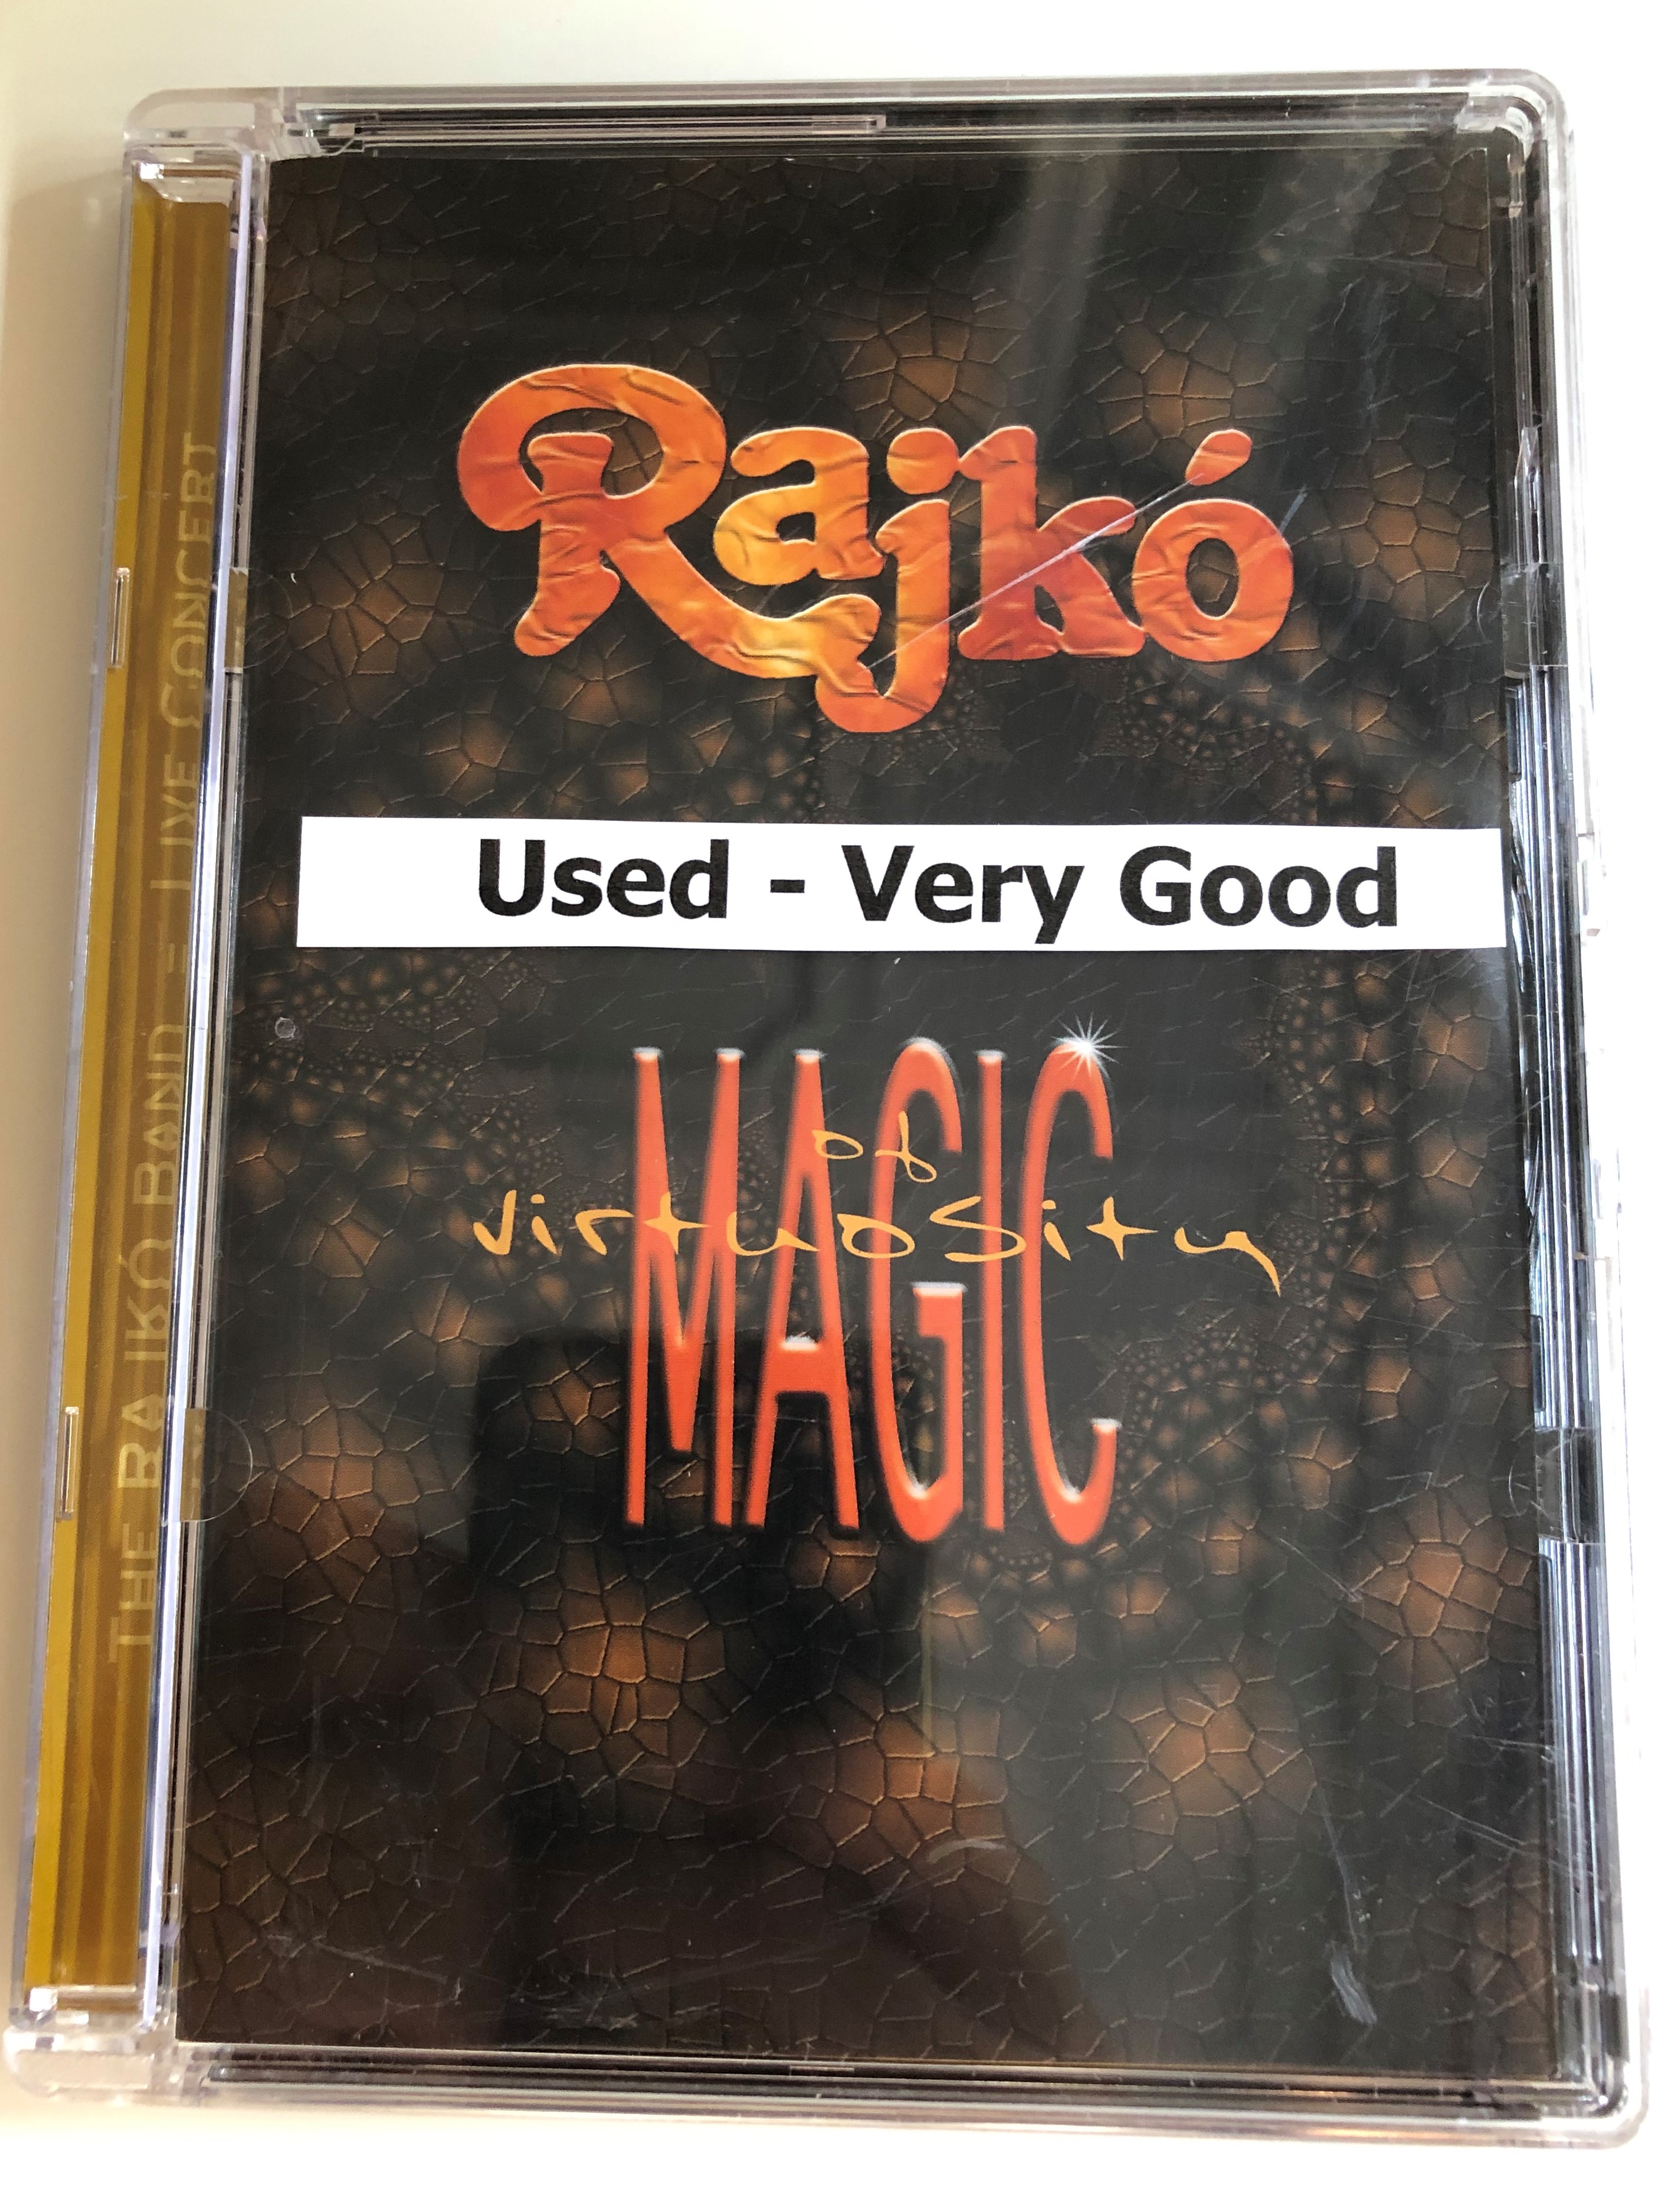 Rajkó
Used - Very Good
MAGIC
of
virtuosity
THE RAJKÓ BAND - LIVE CONCERT